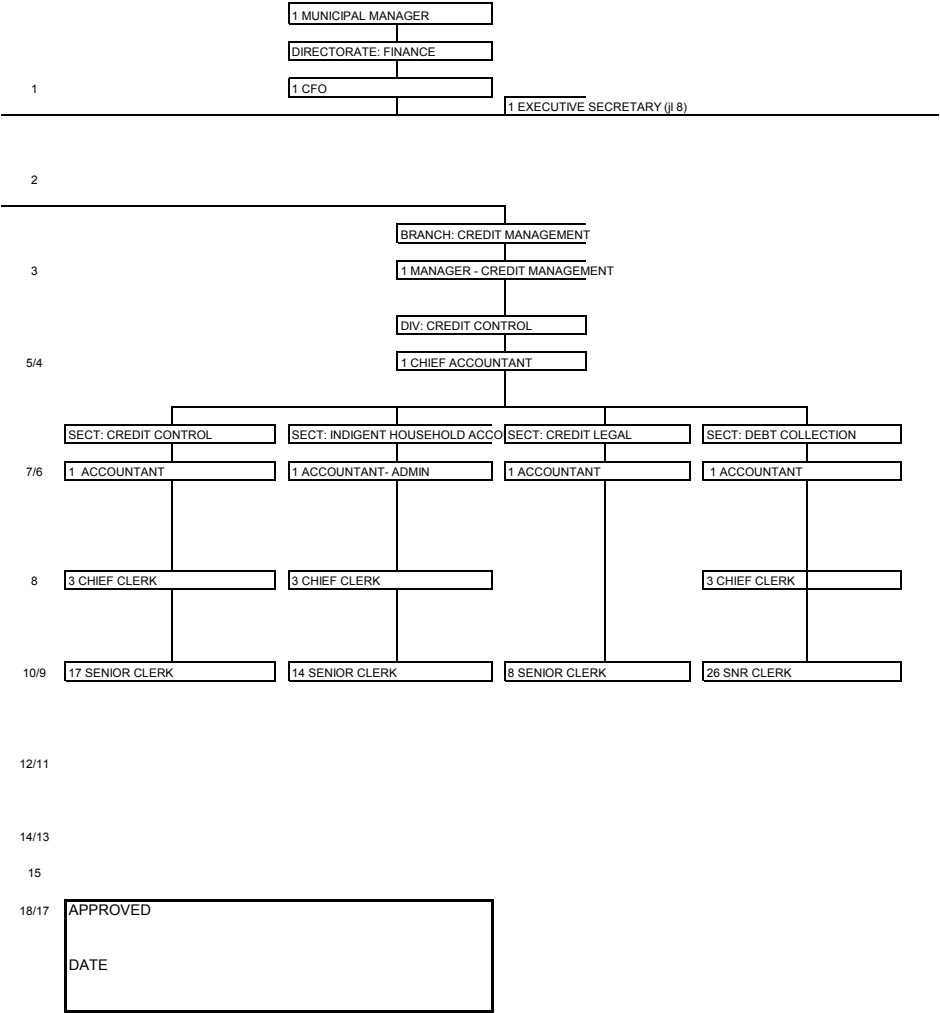 1 MUNICIPAL MANAGER
DIRECTORATE: FINANCE
1 1 CFO
1 EXECUTIVE SECRETARY (jl 8)
2
BRANCH: CREDIT MANAGEMENT
3 1 MANAGER - CREDIT MANAGEMENT
DIV: CREDIT CONTROL
5/4 1 CHIEF ACCOUNTANT
SECT: CREDIT CONTROL SECT: INDIGENT HOUSEHOLD ACCO SECT: CREDIT LEGAL SECT: DEBT COLLECTION
7/6 1 ACCOUNTANT 1 ACCOUNTANT- ADMIN 1 ACCOUNTANT 1 ACCOUNTANT
8 3 CHIEF CLERK 3 CHIEF CLERK 3 CHIEF CLERK
10/9 17 SENIOR CLERK 14 SENIOR CLERK 8 SENIOR CLERK 26 SNR CLERK
12/11
14/13
15
18/17 APPROVED
DATE